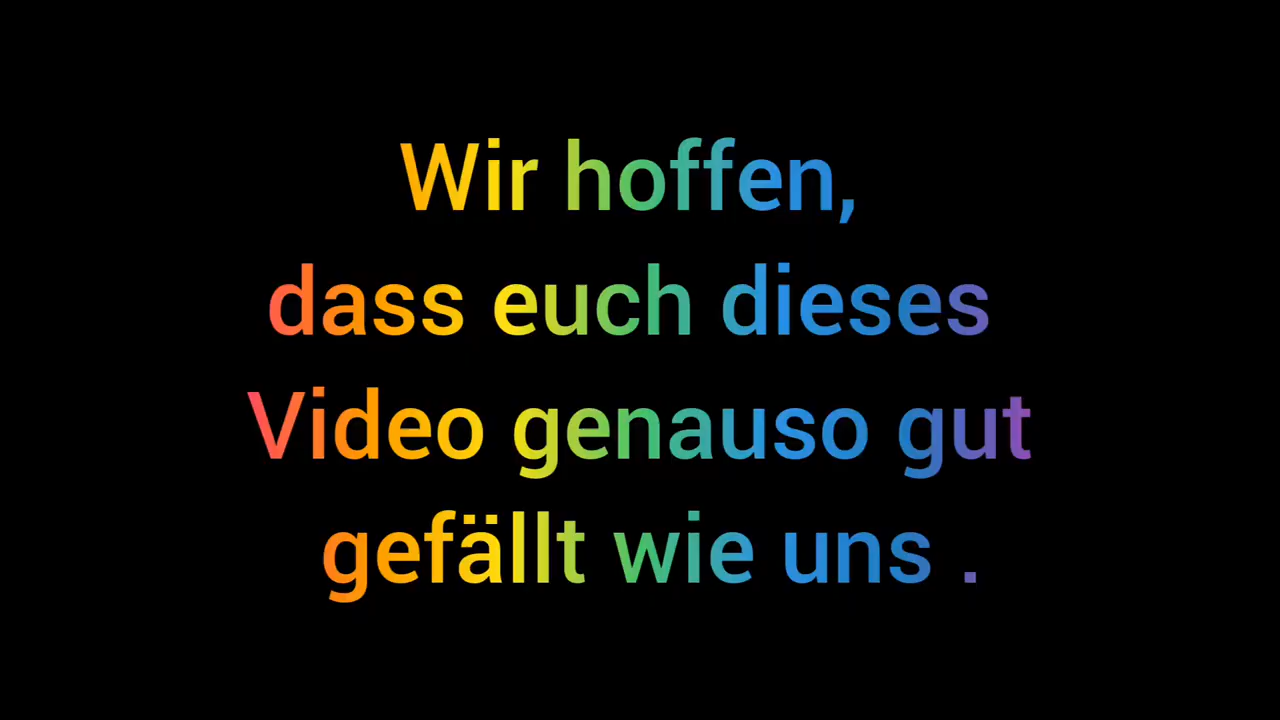 Wir hoffen,
dass euch dieses
Video genauso gut
gefällt wie uns .